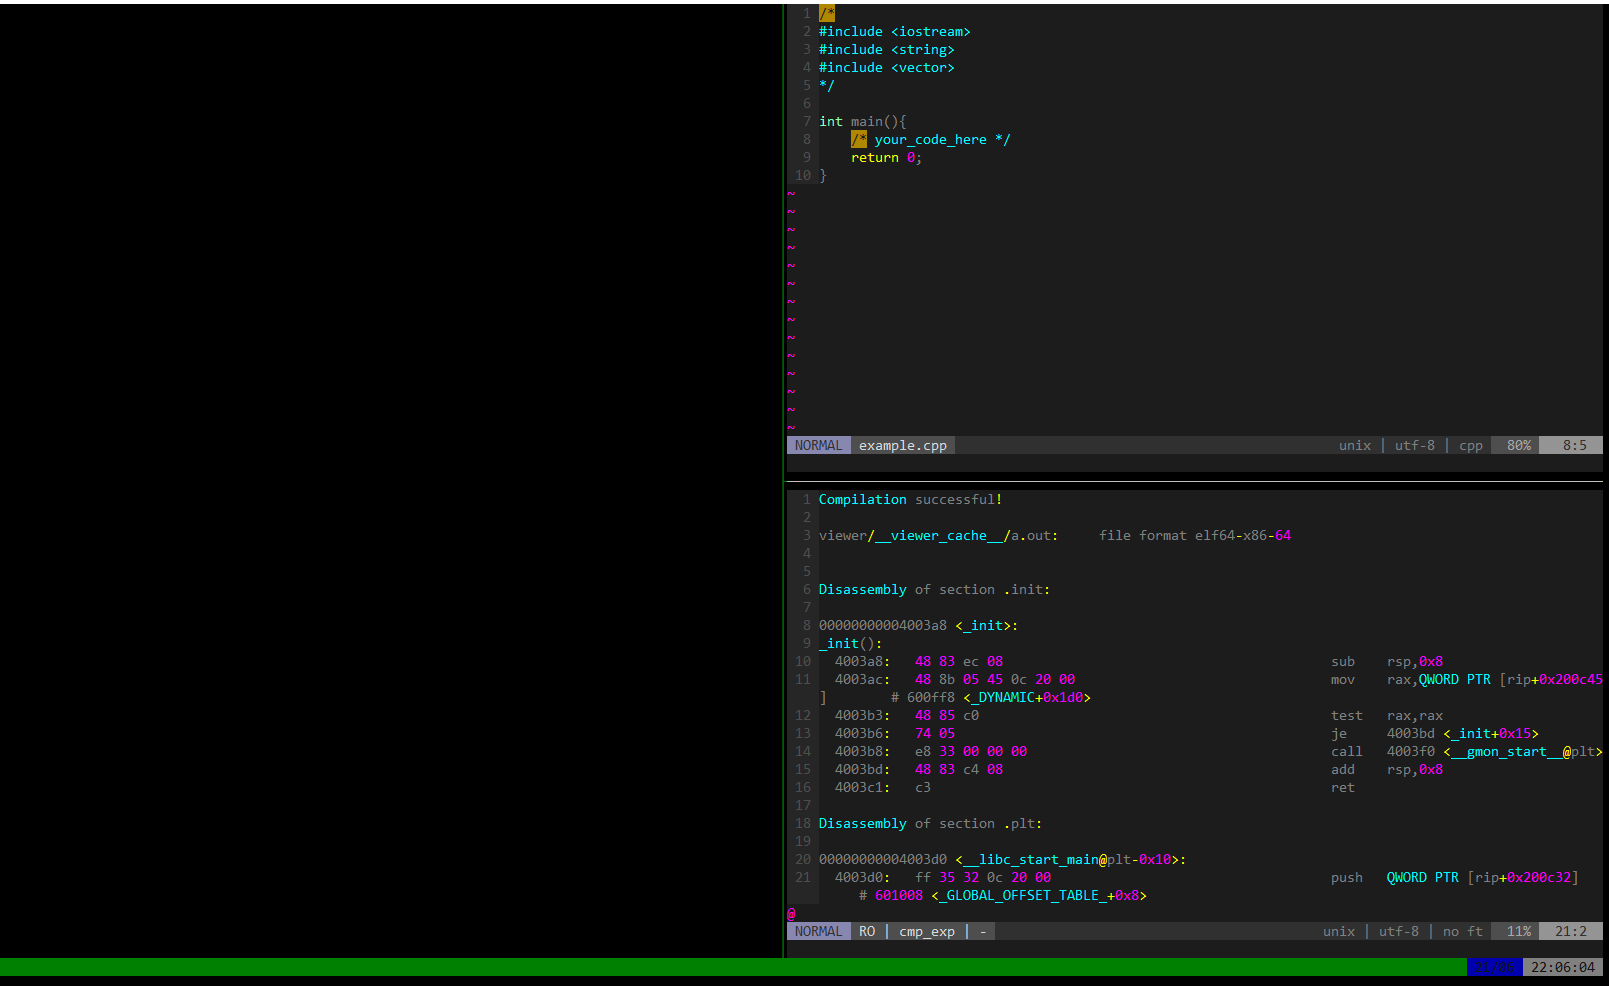 1 /*
2 #include <iostream>
3 #include <string>
4 #include <vector>
5 */
6
7 int main(){
8     /* your_code_here */
9     return 0;
10 }
~
~
~
~
~
~
~
~
~
~
~
~
~
~
NORMAL example.cpp unix | utf-8 | cpp 80% 8:5
1 Compilation successful!
2
3 viewer/__viewer_cache__/a.out:     file format elf64-x86-64
4
5
6 Disassembly of section .init:
7
8 00000000004003a8 <_init>:
9 _init():
10   4003a8:   48 83 ec 08   sub    rsp,0x8
11   4003ac:   48 8b 05 45 0c 20 00   mov    rax,QWORD PTR [rip+0x200c45
]        # 600ff8 <_DYNAMIC+0x1d0>
12   4003b3:   48 85 c0   test   rax,rax
13   4003b6:   74 05   je     4003bd <_init+0x15>
14   4003b8:   e8 33 00 00 00   call   4003f0 <__gmon_start__@plt>
15   4003bd:   48 83 c4 08   add    rsp,0x8
16   4003c1:   c3   ret
17
18 Disassembly of section .plt:
19
20 00000000004003d0 <__libc_start_main@plt-0x10>:
21   4003d0:   ff 35 32 0c 20 00   push   QWORD PTR [rip+0x200c32]
     # 601008 <_GLOBAL_OFFSET_TABLE_+0x8>
@
NORMAL RO | cmp_exp | - unix | utf-8 | no ft 11% 21:2
22:06:04